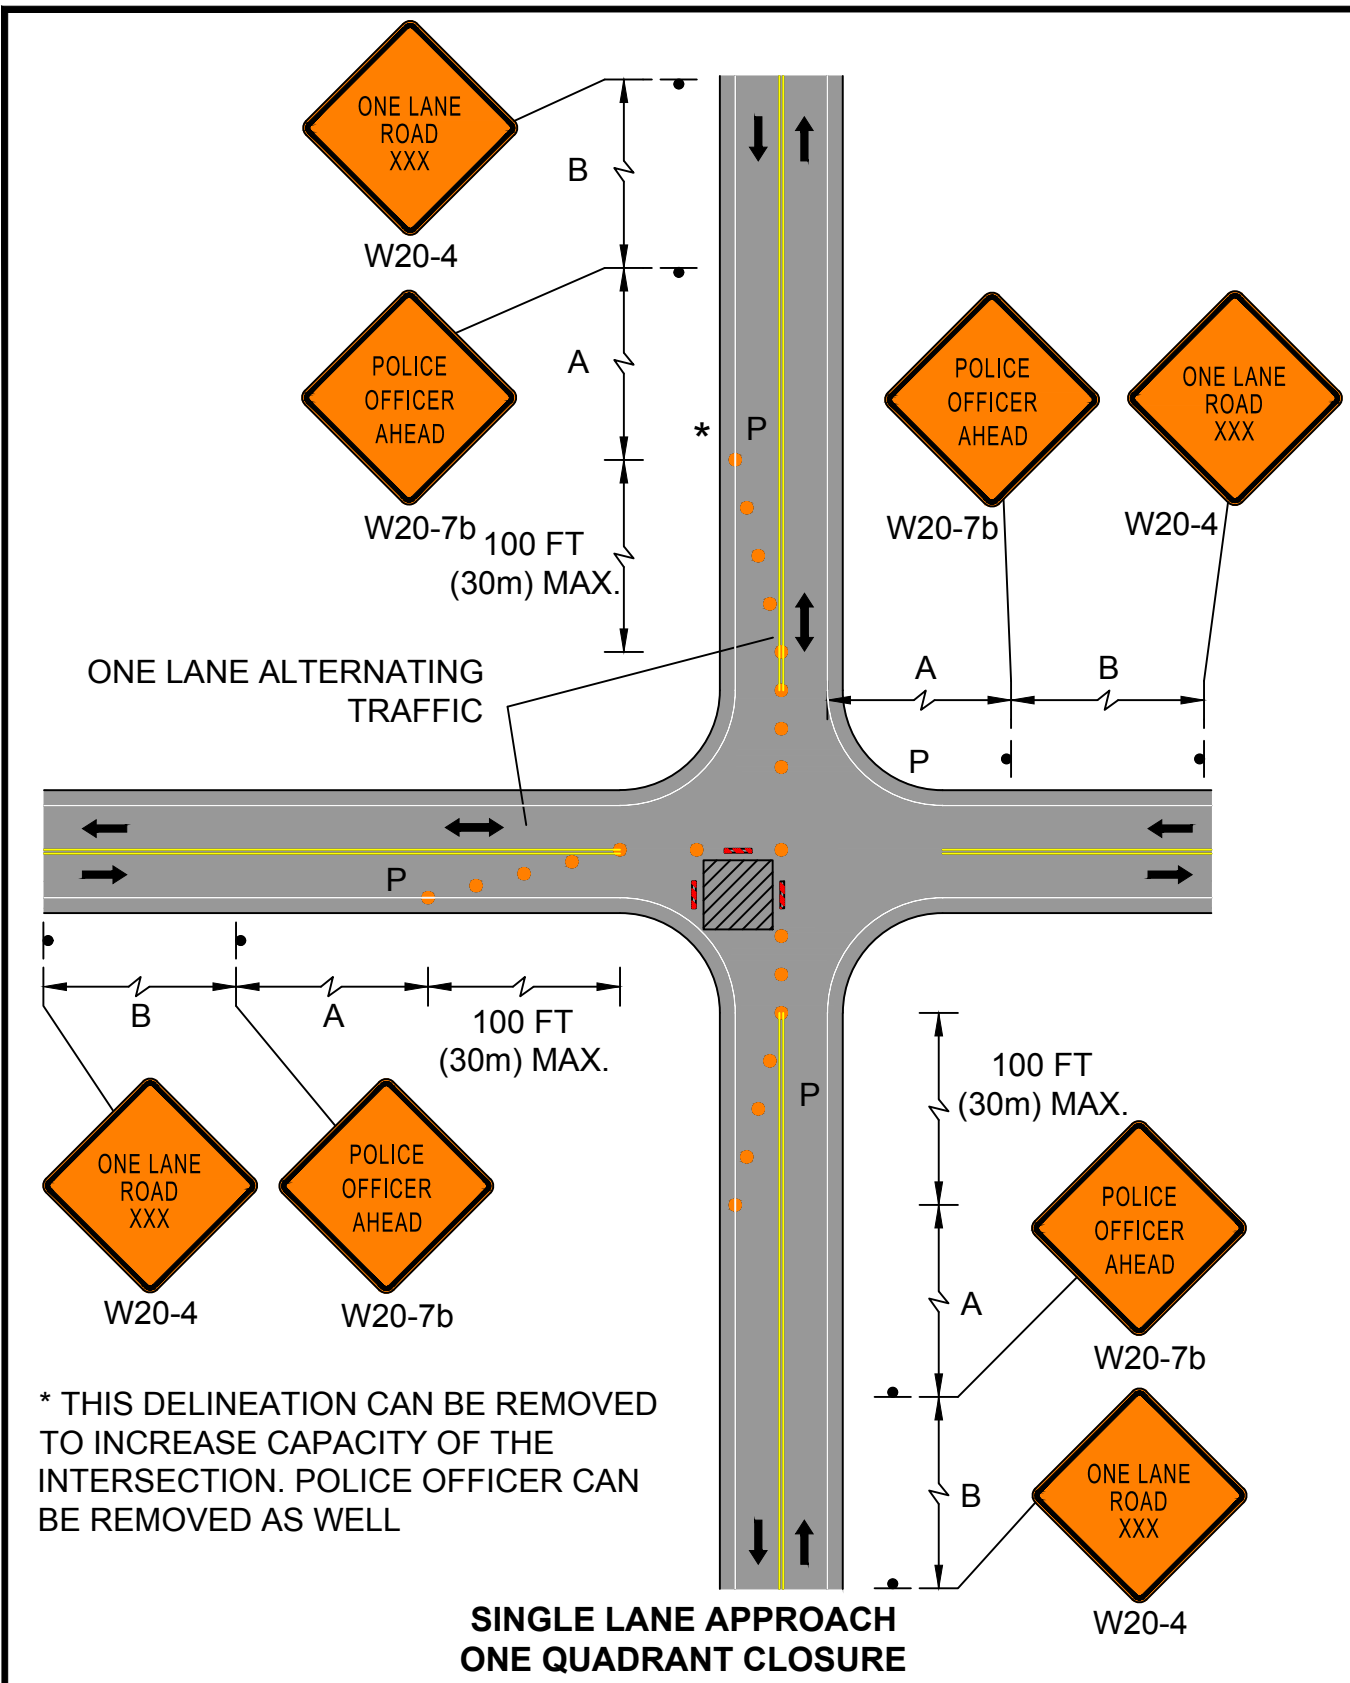 ONE LANE
ROAD
XXX
W20-4
B
POLICE
OFFICER
AHEAD
W20-7b
A
*
P
100 FT
(30m) MAX.
POLICE
OFFICER
AHEAD
W20-7b
ONE LANE
ROAD
XXX
W20-4
ONE LANE ALTERNATING
TRAFFIC
A
B
P
P
B
A
100 FT
(30m) MAX.
ONE LANE
ROAD
XXX
W20-4
POLICE
OFFICER
AHEAD
W20-7b
P
100 FT
(30m) MAX.
POLICE
OFFICER
AHEAD
W20-7b
A
B
ONE LANE
ROAD
XXX
W20-4
* THIS DELINEATION CAN BE REMOVED
TO INCREASE CAPACITY OF THE
INTERSECTION. POLICE OFFICER CAN
BE REMOVED AS WELL
SINGLE LANE APPROACH
ONE QUADRANT CLOSURE